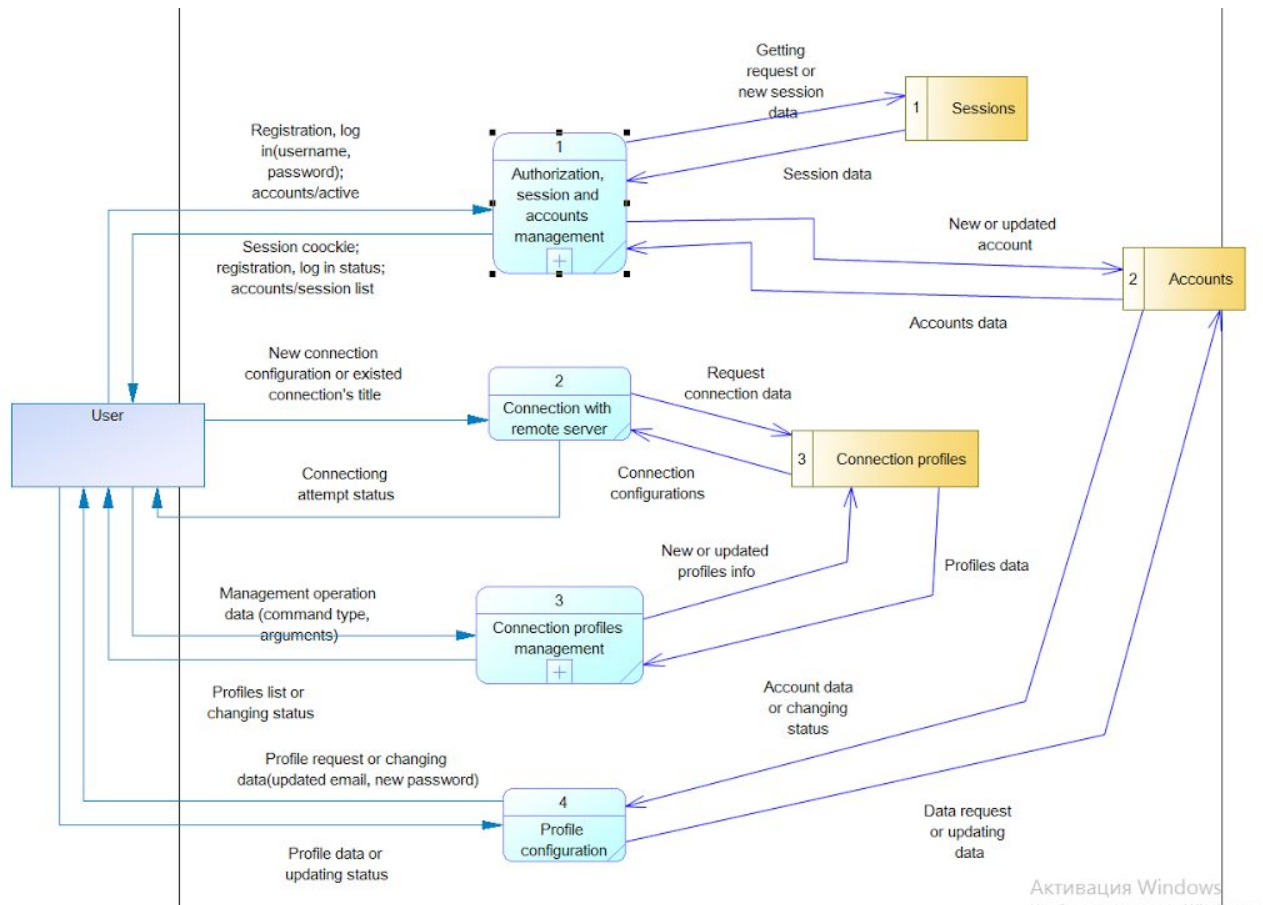 Getting
request or
new session
data
1
Sessions
Registration, log
in(username,
password);
accounts/active
1
Authorization,
session and
accounts
management
Session data
New or updated
account
Session coockie;
registration, log in status;
accounts/session list
2
Accounts
Accounts data
New connection
configuration or existed
connection's title
2
Connection with
remote server
Request
connection data
User
3
Connection profiles
Connectiong
attempt status
Connection
configurations
New or updated
profiles info
Profiles data
Management operation
data (command type,
arguments)
3
Connection profiles
management
Profiles list or
changing status
Account data
or changing
status
Profile request or changing
data(updated email, new password)
4
Profile
configuration
Data request
or updating
data
Profile data or
updating status
Активация Windows